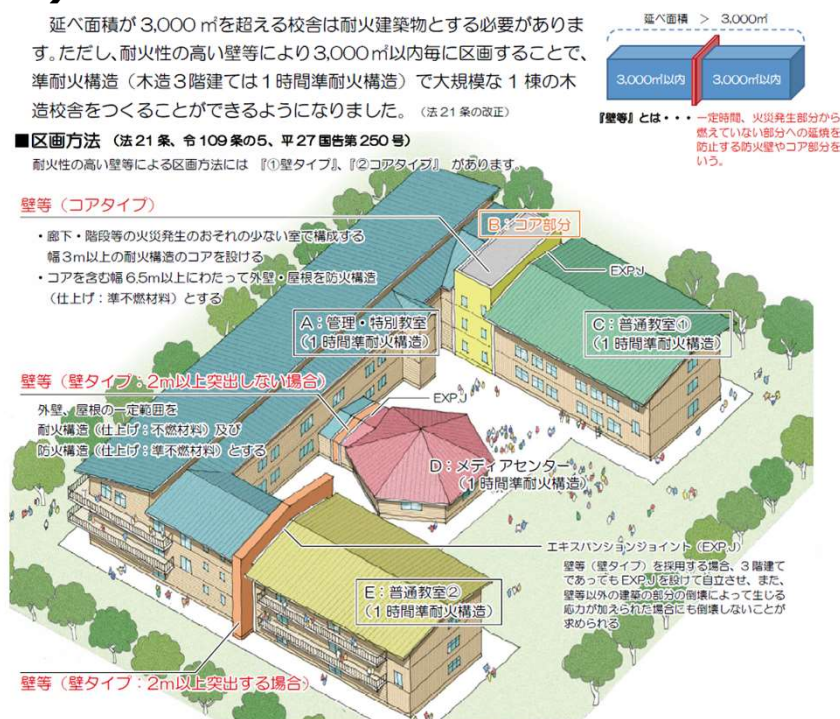 延べ面積が3,000㎡を超える校舎は耐火建築物とする必要がありま
す。ただし、耐火性の高い壁等により3,000㎡以内毎に区画することで、
準耐火構造（木造3階建ては1時間準耐火構造）で大規模な1棟の木
造校舎をつくることができるようになりました。（法21条の改正）
延べ面積 ＞ 3,000㎡
3,000㎡以内
3,000㎡以内
『壁等』とは・・・一定時間、火災発生部分から
燃えていない部分への延焼を
防止する防火壁やコア部分を
いう。
■区画方法（法21条、令109条の5、平27国告第250号）
耐火性の高い壁等による区画方法には『①壁タイプ』、『②コアタイプ』があります。
壁等（コアタイプ）
・廊下・階段等の火災発生のおそれの少ない室で構成する
幅3m以上の耐火構造のコアを設ける
・コアを含む幅6.5m以上にわたって外壁・屋根を防火構造
（仕上げ：準不燃材料）とする
B：コア部分
EXP.J
A：管理・特別教室
（1時間準耐火構造）
C：普通教室①
（1時間準耐火構造）
壁等（壁タイプ：2m以上突出しない場合）
外壁、屋根の一定範囲を
耐火構造（仕上げ：不燃材料）及び
防火構造（仕上げ：準不燃材料）とする
EXP.J
D：メディアセンター
（1時間準耐火構造）
エキスパンションジョイント（EXP.J）
壁等（壁タイプ）を採用する場合、3階建て
であってもEXP.Jを設けて自立させ、また、
壁等以外の建築の部分の倒壊によって生じる
応力が加えられた場合にも倒壊しないことが
求められる
E：普通教室②
（1時間準耐火構造）
壁等（壁タイプ：2m以上突出する場合）